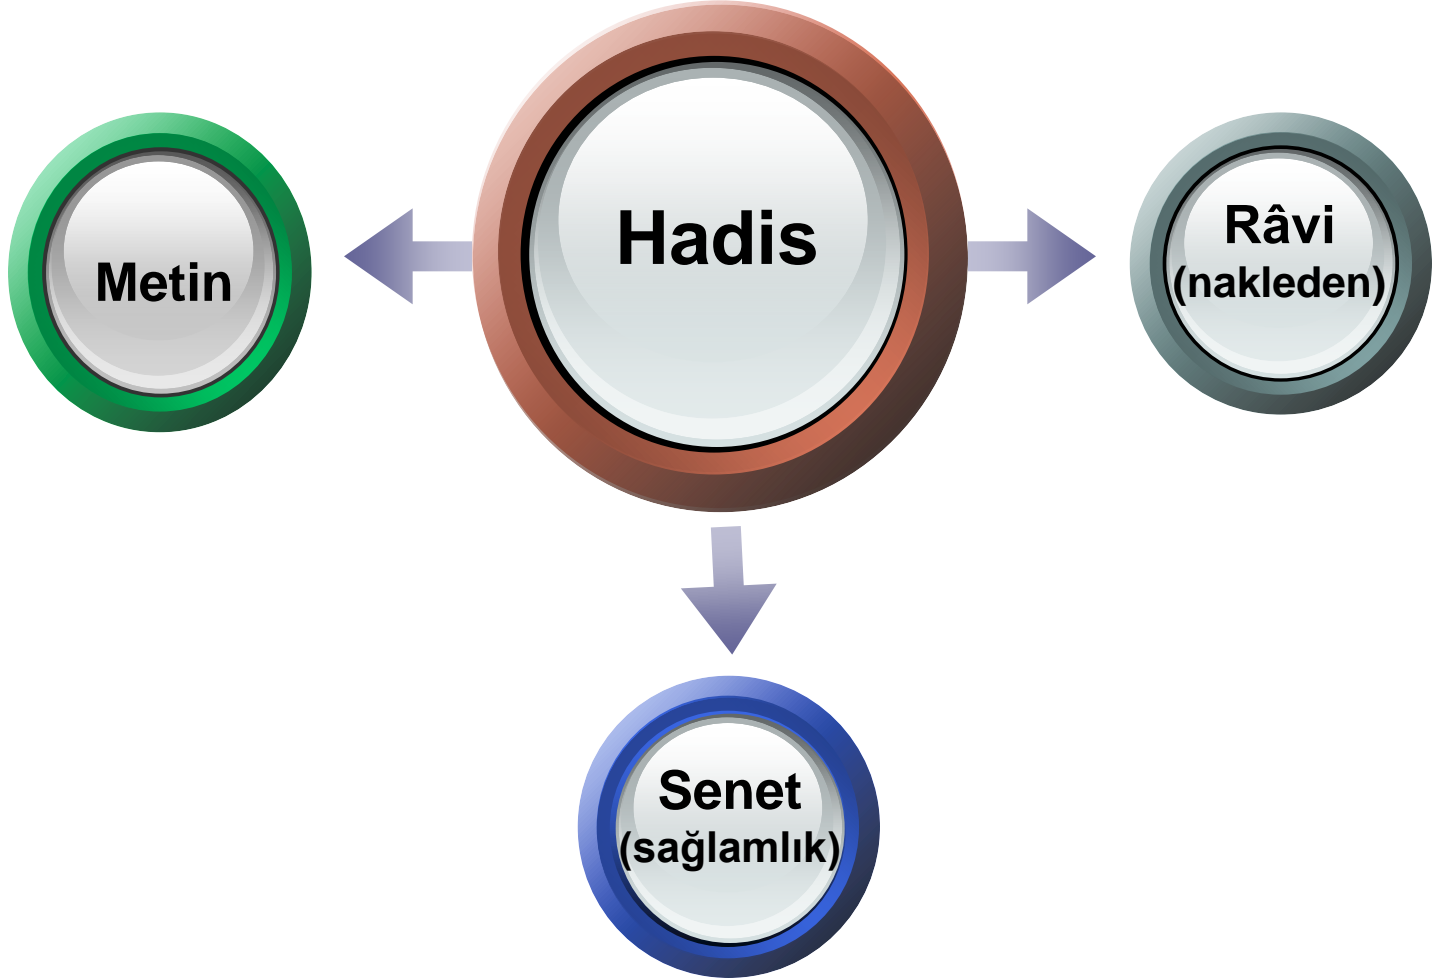 Hadis
Metin
Râvi
(nakleden)
Senet
(sağlamlık)